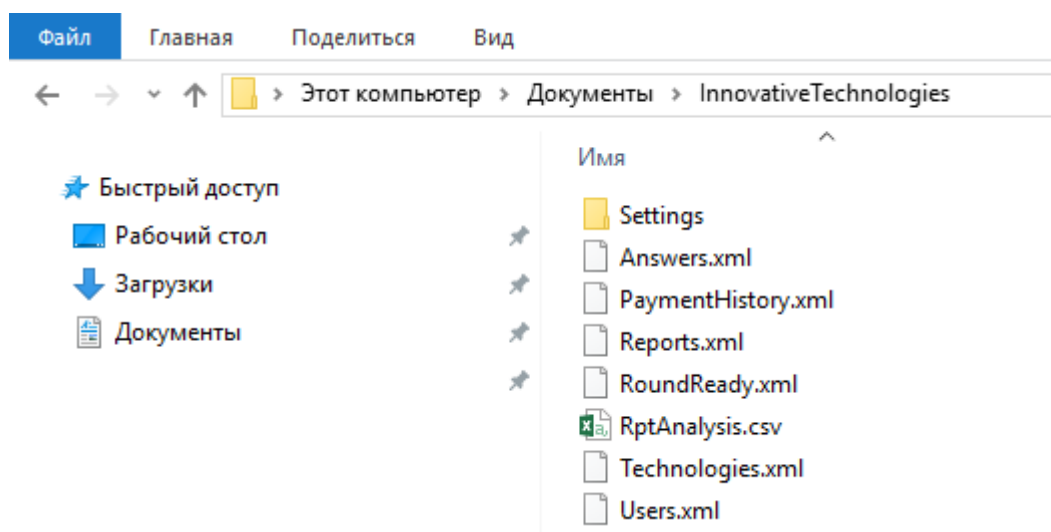 Файл Главная Поделиться Вид
Этот компьютер > Документы > InnovativeTechnologies
Быстрый доступ
Рабочий стол
Загрузки
Документы
Имя
Settings
Answers.xml
PaymentHistory.xml
Reports.xml
RoundReady.xml
RptAnalysis.csv
Technologies.xml
Users.xml